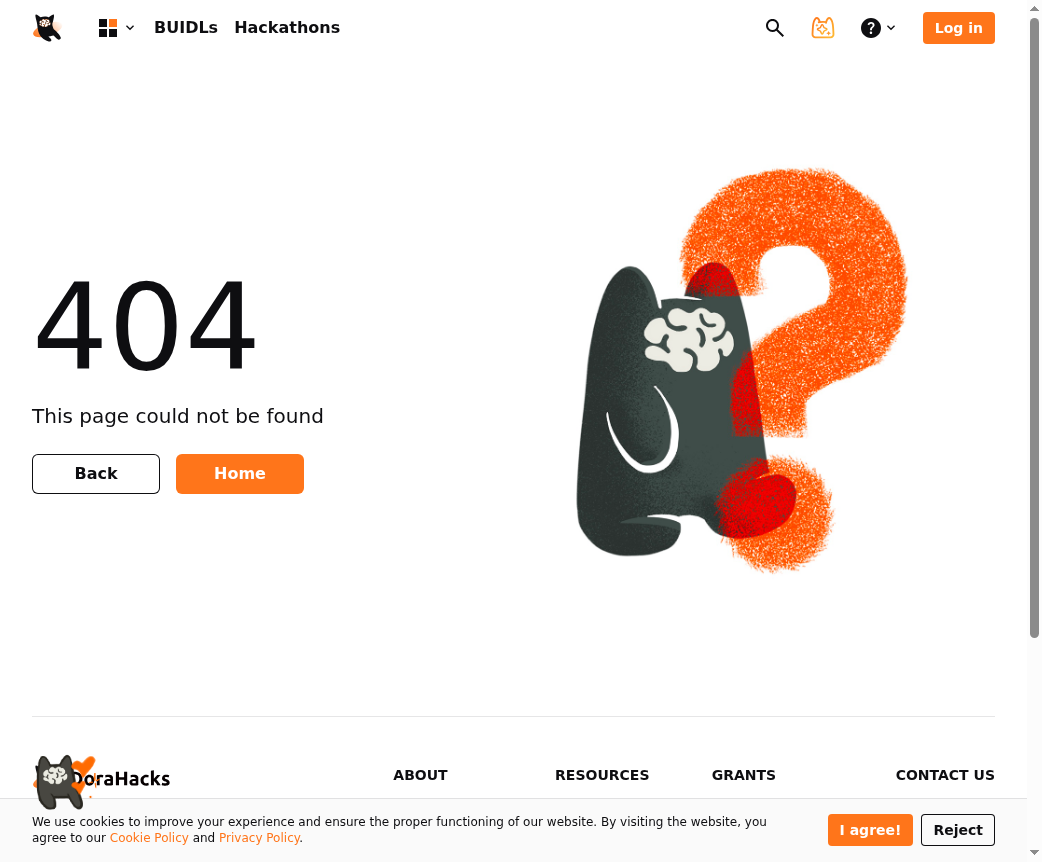 BUIDLs
Hackathons
Log in
404
This page could not be found
Back
Home
DoraHacks
ABOUT
RESOURCES
GRANTS
CONTACT US
We use cookies to improve your experience and ensure the proper functioning of our website. By visiting the website, you
agree to our Cookie Policy and Privacy Policy.
I agree!
Reject